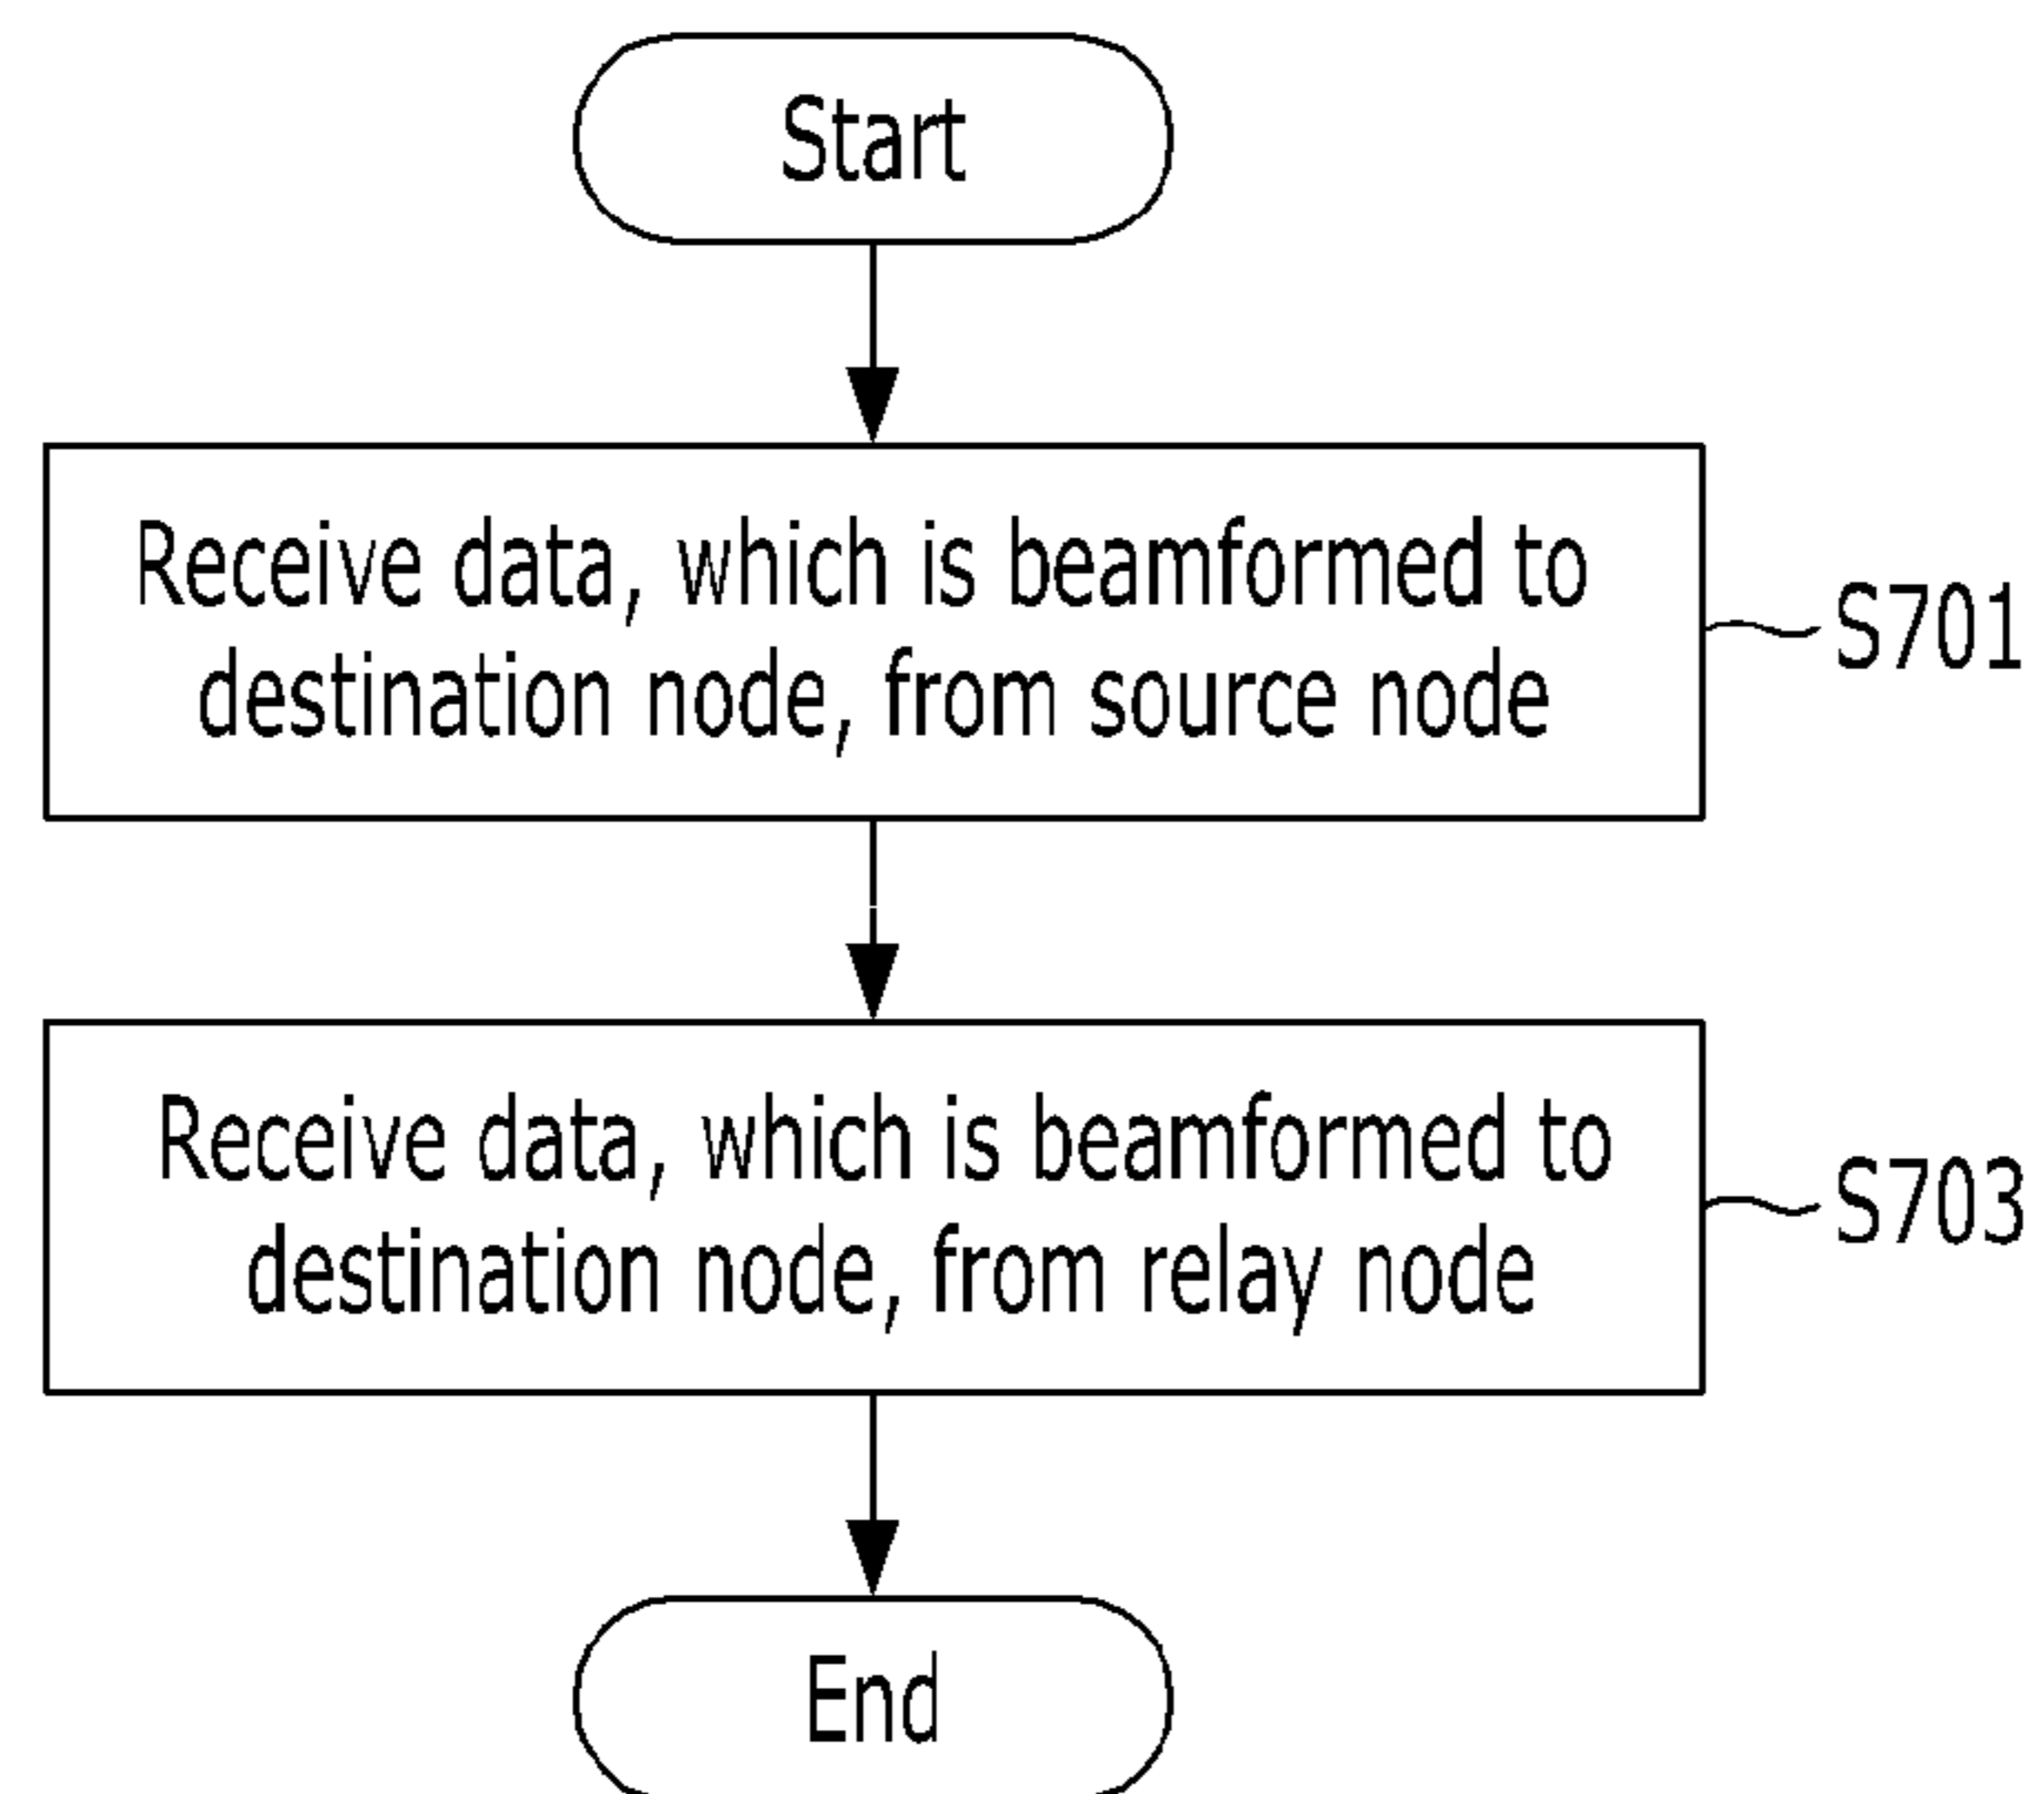 Start
Receive data, which is beamformed to
destination node, from source node
S701
Receive data, which is beamformed to
destination node, from relay node
S703
End